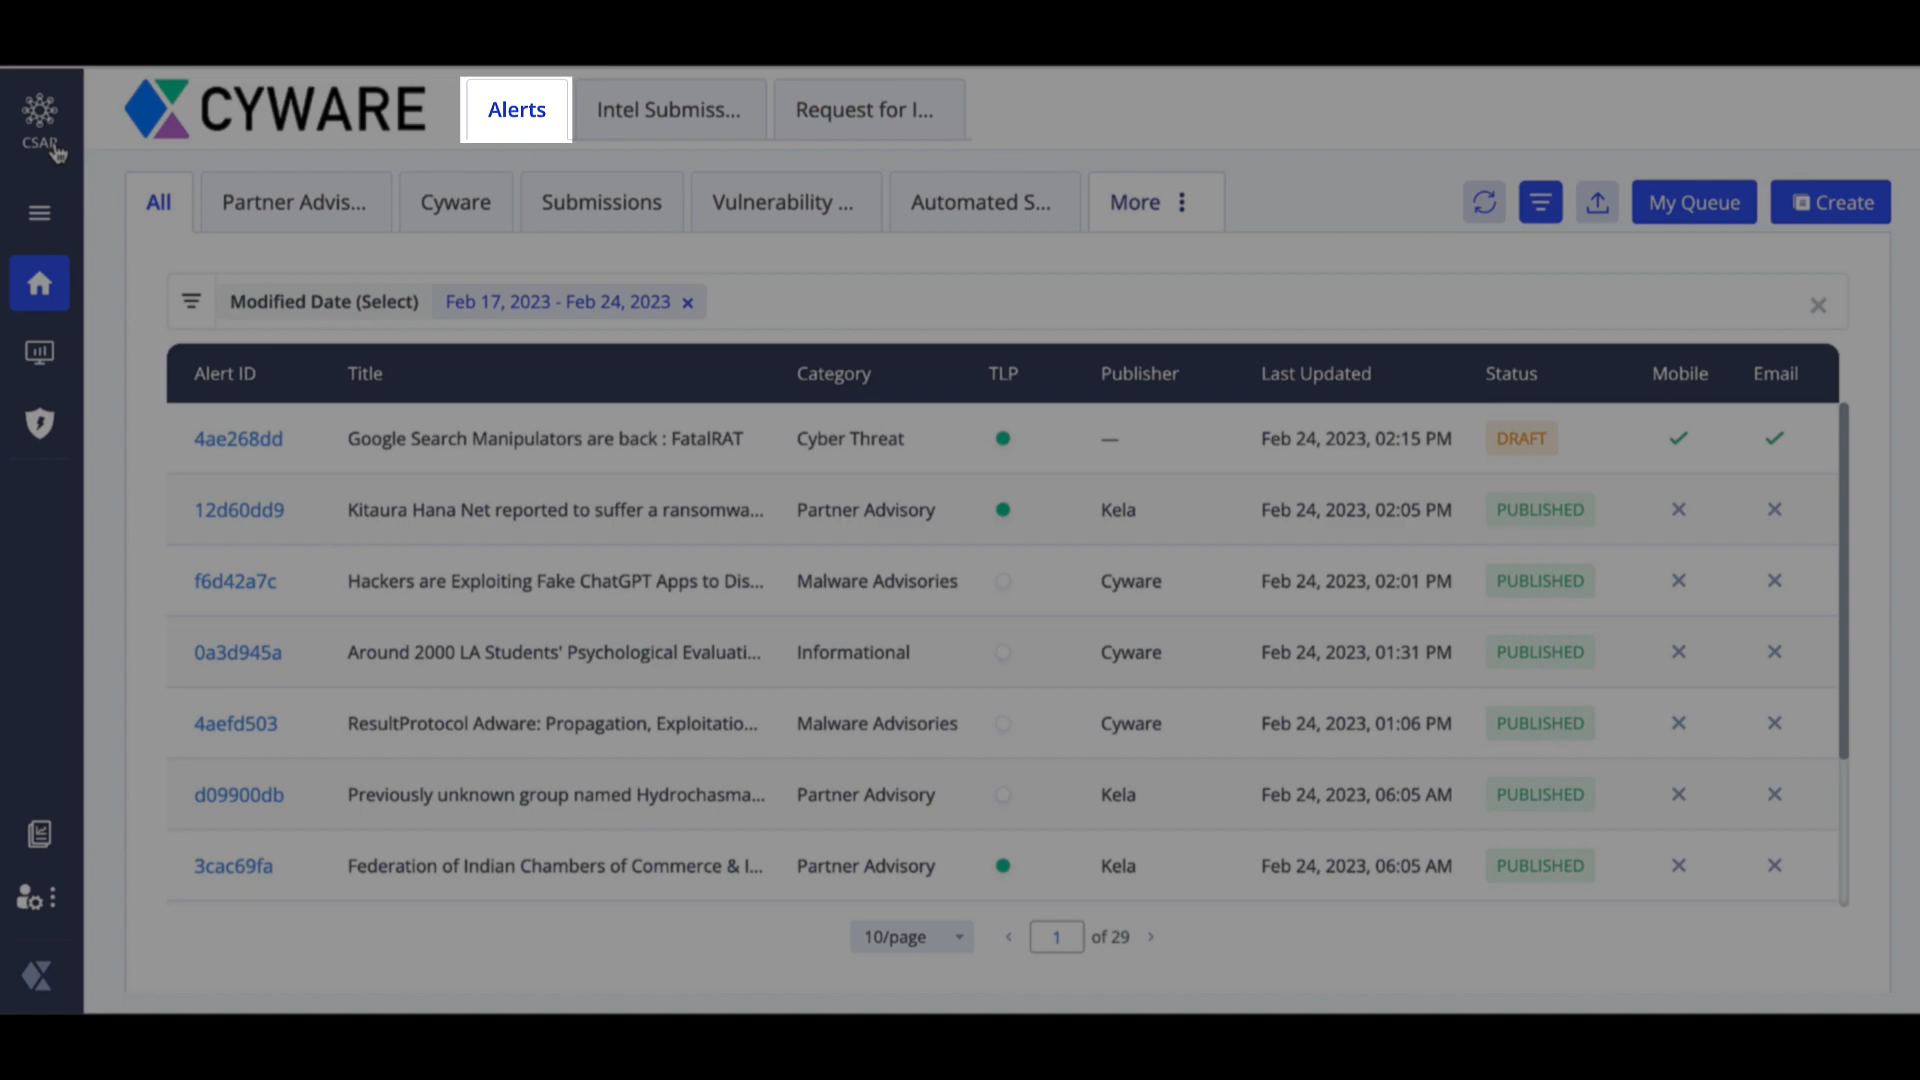 CSAP
CYWARE
Alerts
Intel Submiss...
Request for I...
All
Partner Advis...
Cyware
Submissions
Vulnerability ...
Automated S...
More
My Queue
Create
Modified Date (Select) Feb 17, 2023 - Feb 24, 2023
Alert ID Title Category TLP Publisher Last Updated Status Mobile Email
4ae268dd Google Search Manipulators are back : FatalRAT Cyber Threat — Feb 24, 2023, 02:15 PM DRAFT
12d60dd9 Kitaura Hana Net reported to suffer a ransomwa... Partner Advisory Kela Feb 24, 2023, 02:05 PM PUBLISHED
f6d42a7c Hackers are Exploiting Fake ChatGPT Apps to Dis... Malware Advisories Cyware Feb 24, 2023, 02:01 PM PUBLISHED
0a3d945a Around 2000 LA Students' Psychological Evaluati... Informational Cyware Feb 24, 2023, 01:31 PM PUBLISHED
4aefd503 ResultProtocol Adware: Propagation, Exploitatio... Malware Advisories Cyware Feb 24, 2023, 01:06 PM PUBLISHED
d09900db Previously unknown group named Hydrochasma... Partner Advisory Kela Feb 24, 2023, 06:05 AM PUBLISHED
3cac69fa Federation of Indian Chambers of Commerce & I... Partner Advisory Kela Feb 24, 2023, 06:05 AM PUBLISHED
10/page 1 of 29